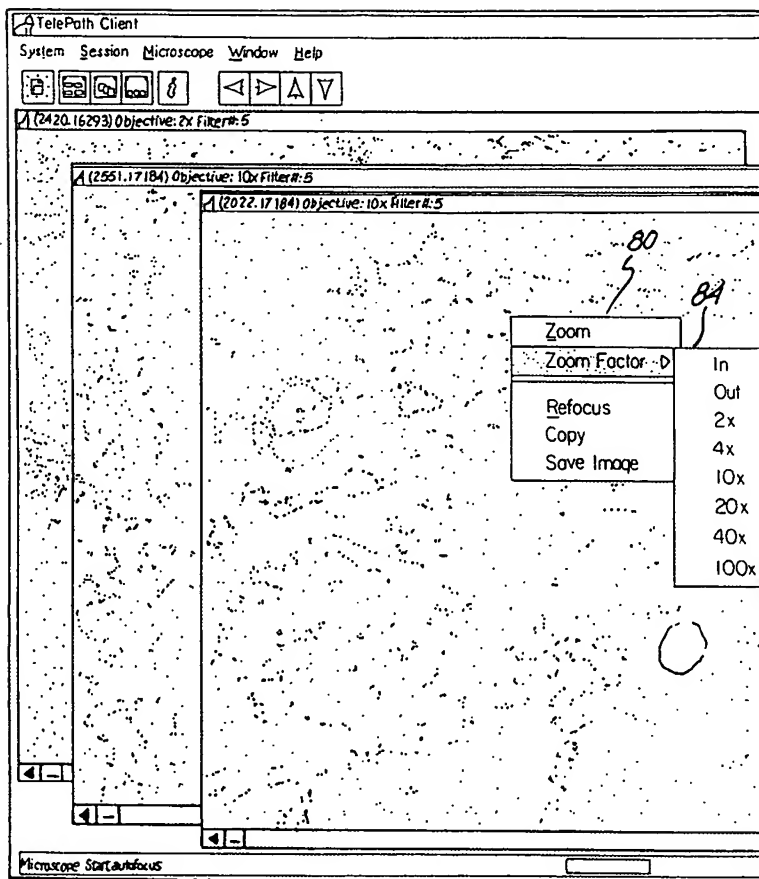 TelePath Client
System Session Microscope Window Help
(2420.16293) Objective: 2x Filter#:5
(2551.17184) Objective: 10x Filter#:5
(2022.17184) Objective: 10x Filter#:5
80
84
Zoom
Zoom Factor
Refocus
Copy
Save Image
In
Out
2x
4x
10x
20x
40x
100x
Microscope Start autofocus